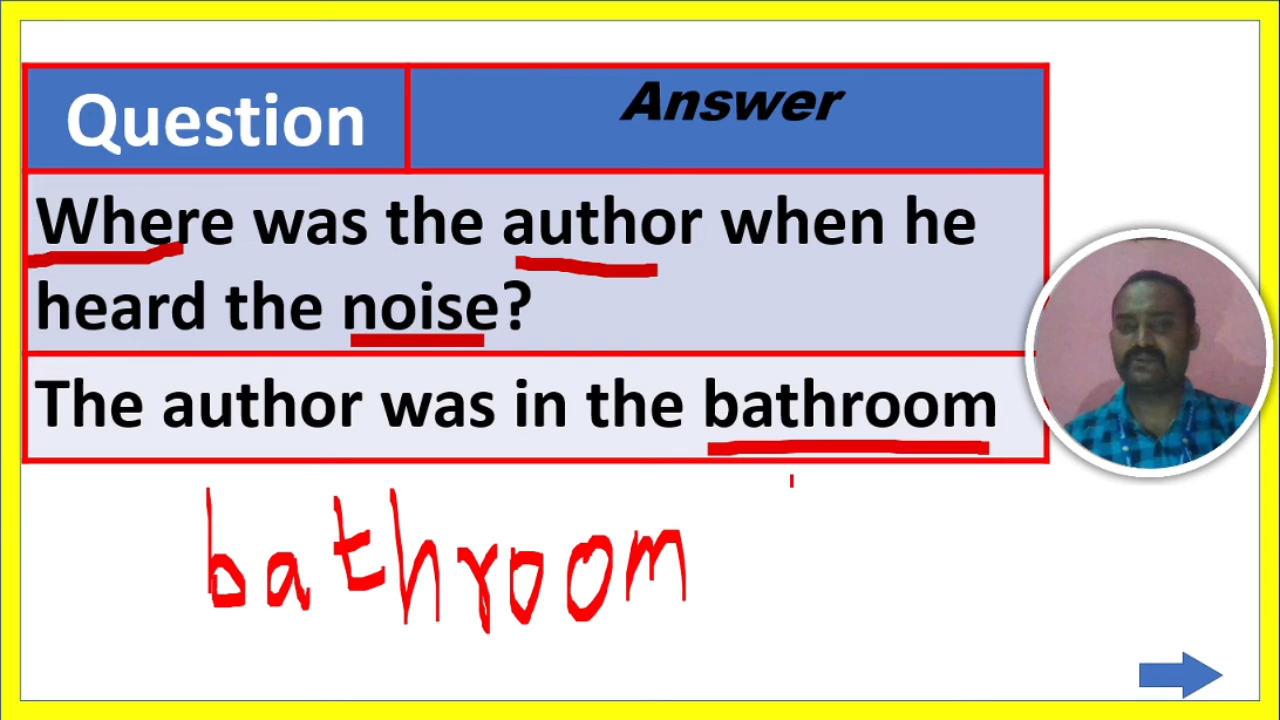 Question
Answer
Where was the author when he
heard the noise?
The author was in the bathroom
bathroom